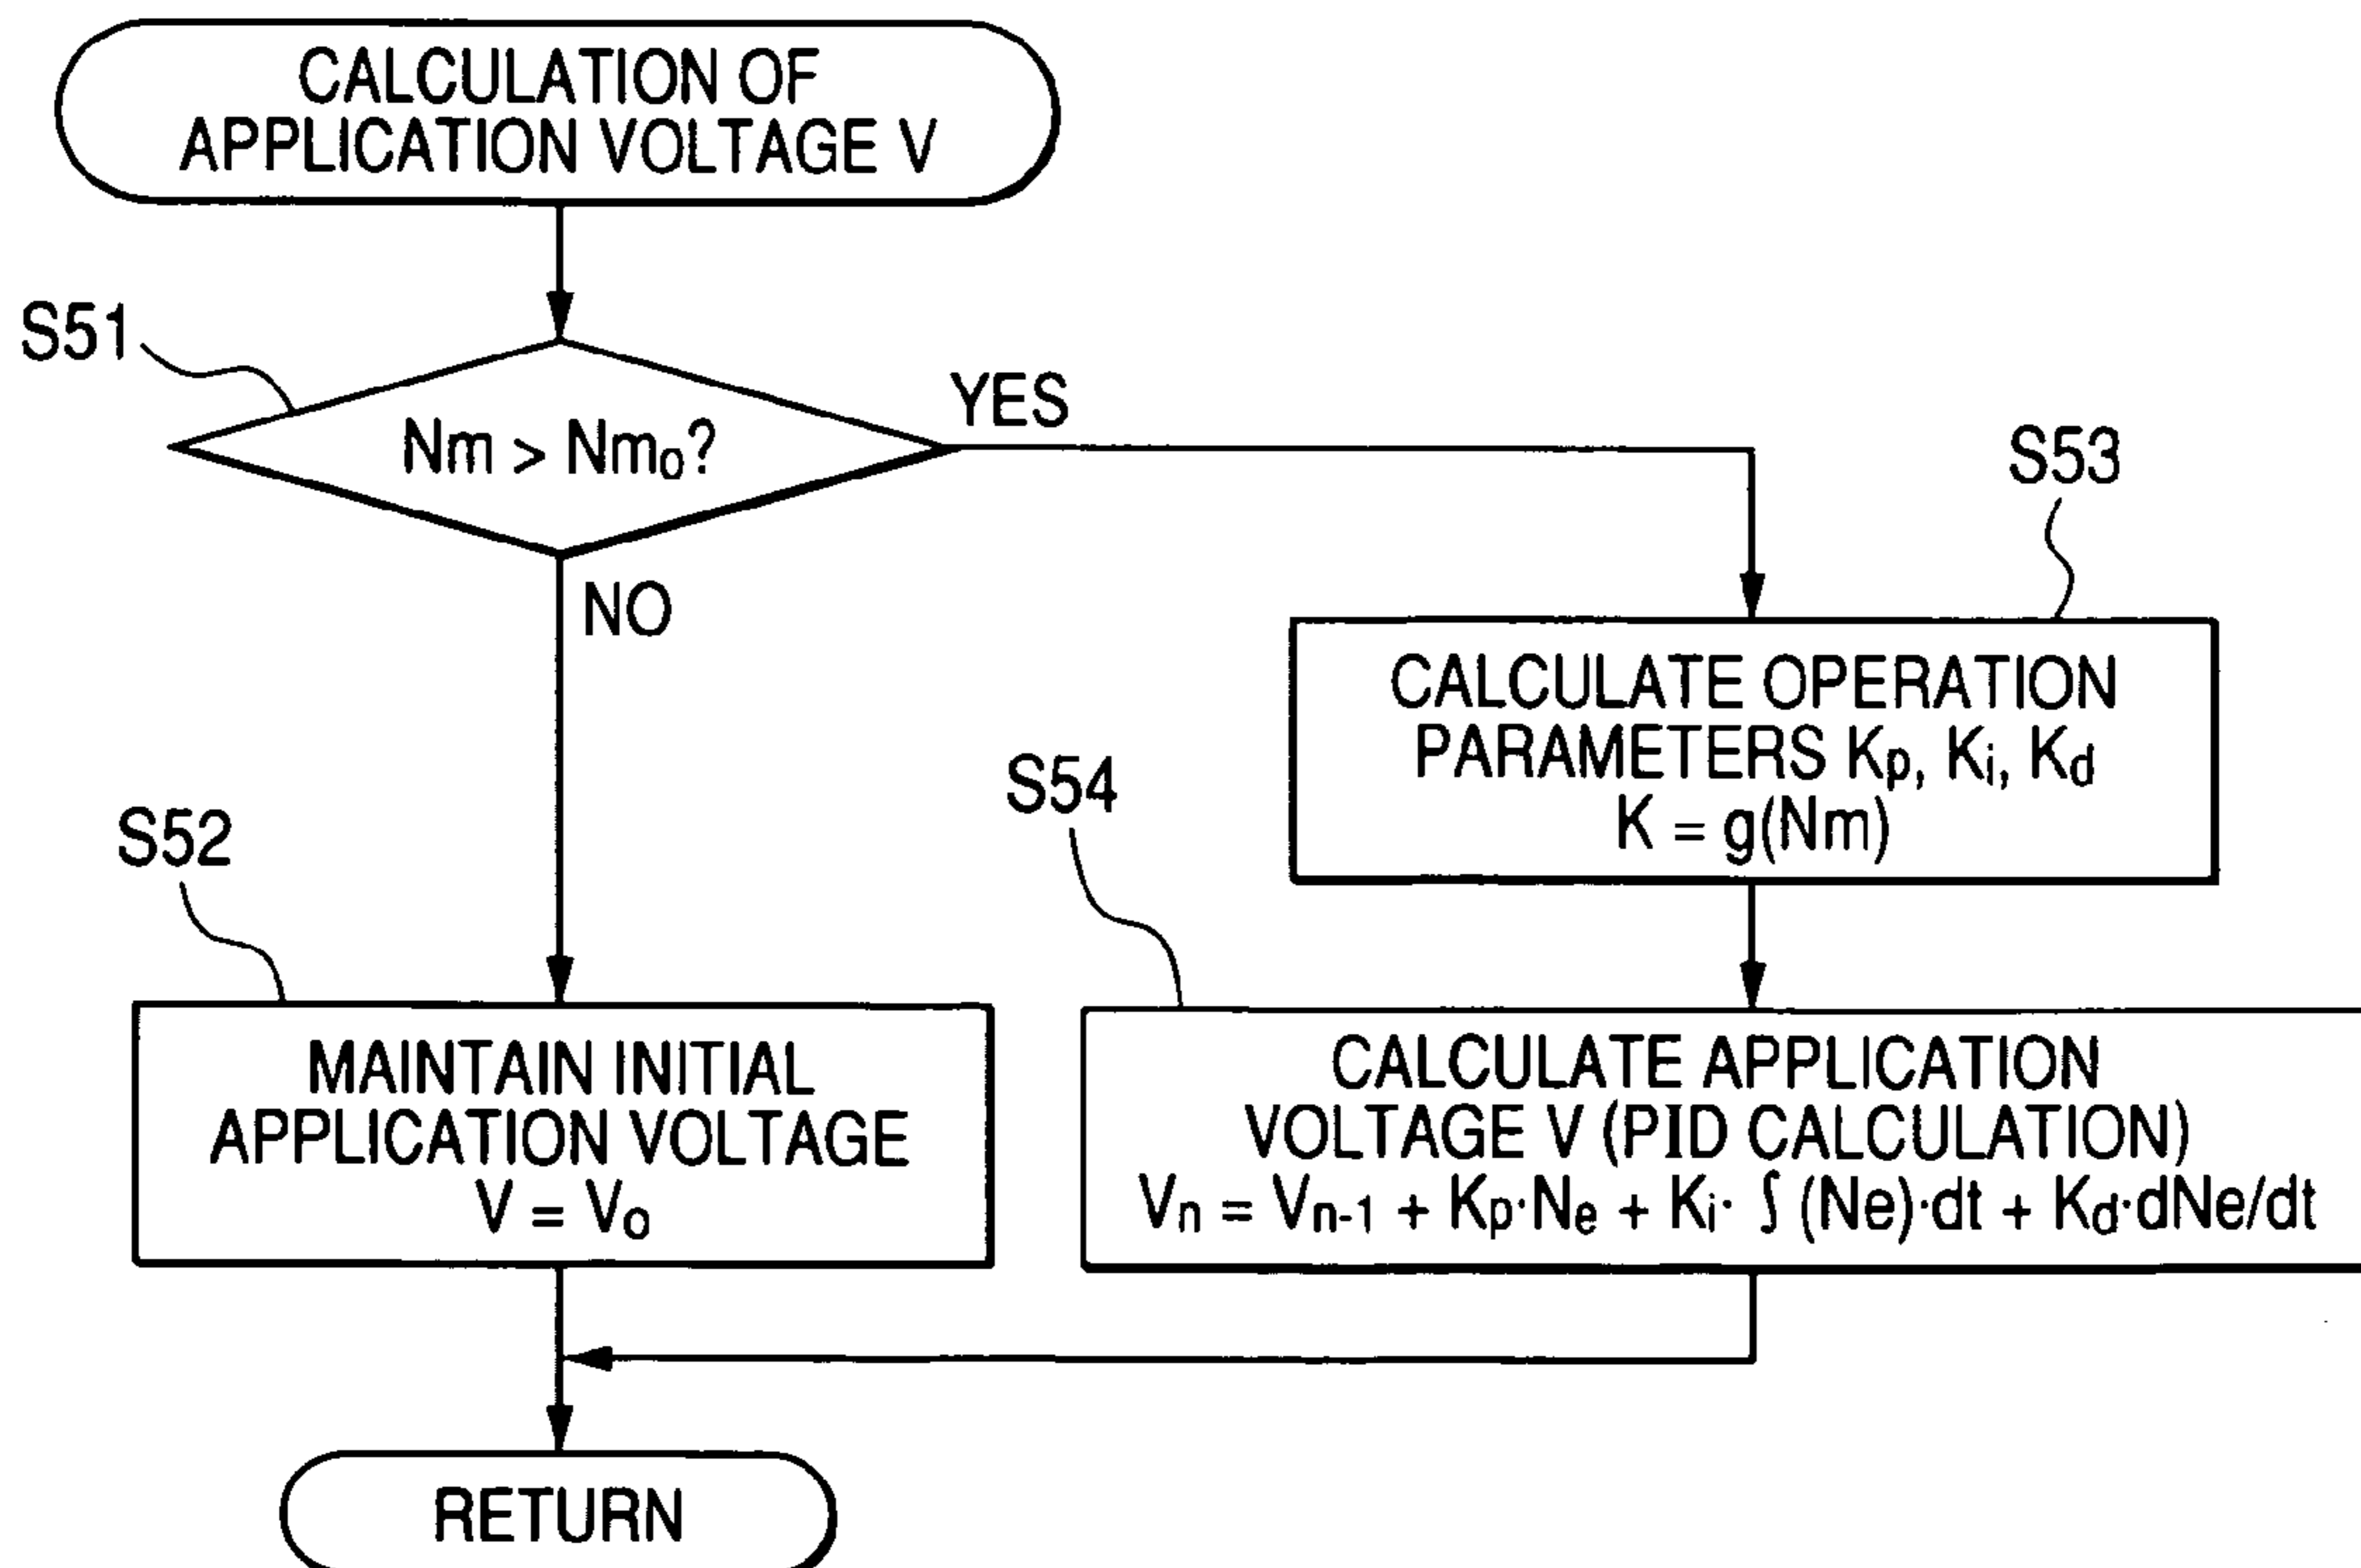 CALCULATION OF
APPLICATION VOLTAGE V
S51
Nm > Nm₀?
YES
NO
S53
CALCULATE OPERATION
PARAMETERS Kp, Ki, Kd
K = g(Nm)
S52
MAINTAIN INITIAL
APPLICATION VOLTAGE
V = V₀
S54
CALCULATE APPLICATION
VOLTAGE V (PID CALCULATION)
Vn = Vn-1 + Kp·Ne + Ki· ∫ (Ne)·dt + Kd·dNe/dt
RETURN